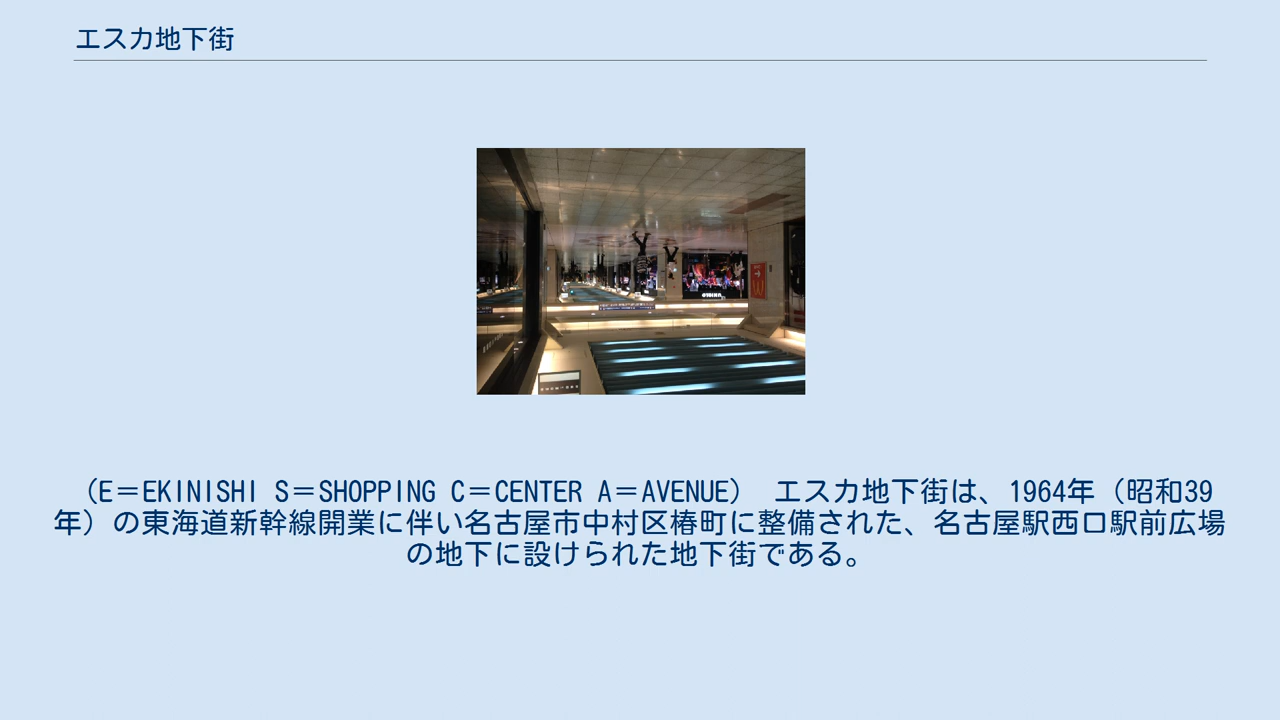 エスカ地下街
（E＝EKINISHI S＝SHOPPING C＝CENTER A＝AVENUE） エスカ地下街は、1964年（昭和39
年）の東海道新幹線開業に伴い名古屋市中村区椿町に整備された、名古屋駅西口駅前広場
の地下に設けられた地下街である。